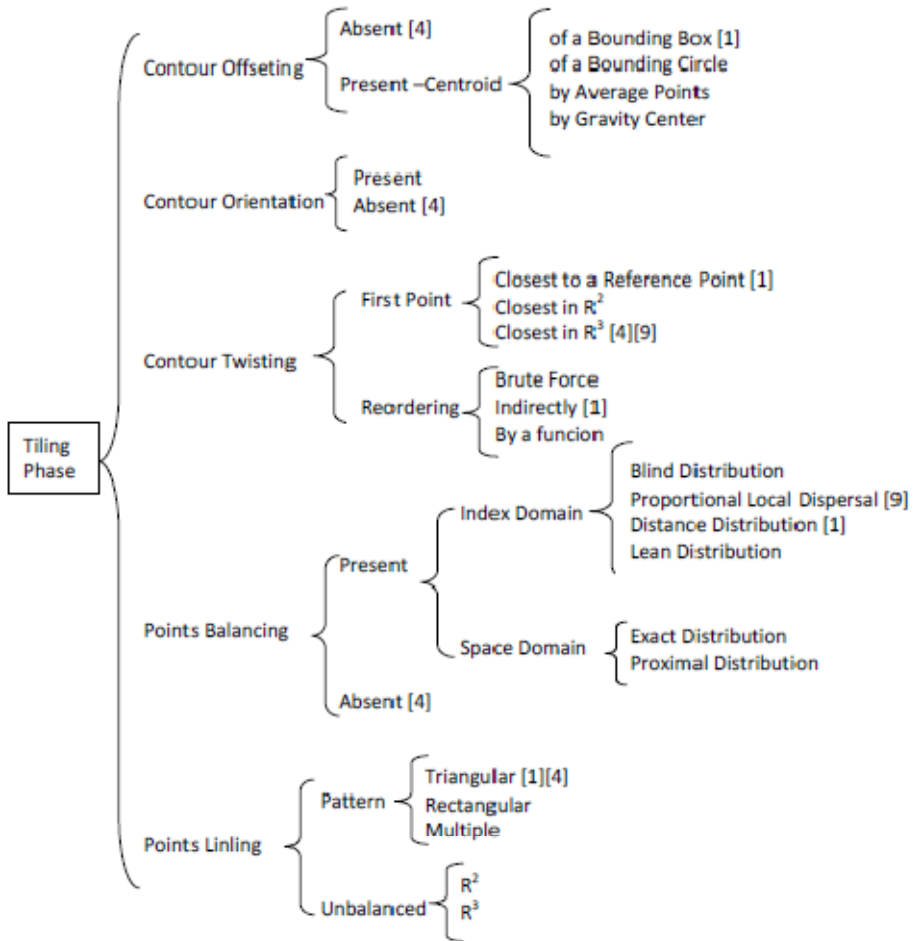 Tiling
Phase
Contour Offseting
Absent [4]
Present –Centroid
of a Bounding Box [1]
of a Bounding Circle
by Average Points
by Gravity Center
Contour Orientation
Present
Absent [4]
Contour Twisting
First Point
Closest to a Reference Point [1]
Closest in R²
Closest in R³ [4][9]
Reordering
Brute Force
Indirectly [1]
By a funcion
Points Balancing
Present
Index Domain
Blind Distribution
Proportional Local Dispersal [9]
Distance Distribution [1]
Lean Distribution
Space Domain
Exact Distribution
Proximal Distribution
Absent [4]
Points Linling
Pattern
Triangular [1][4]
Rectangular
Multiple
Unbalanced
R²
R³